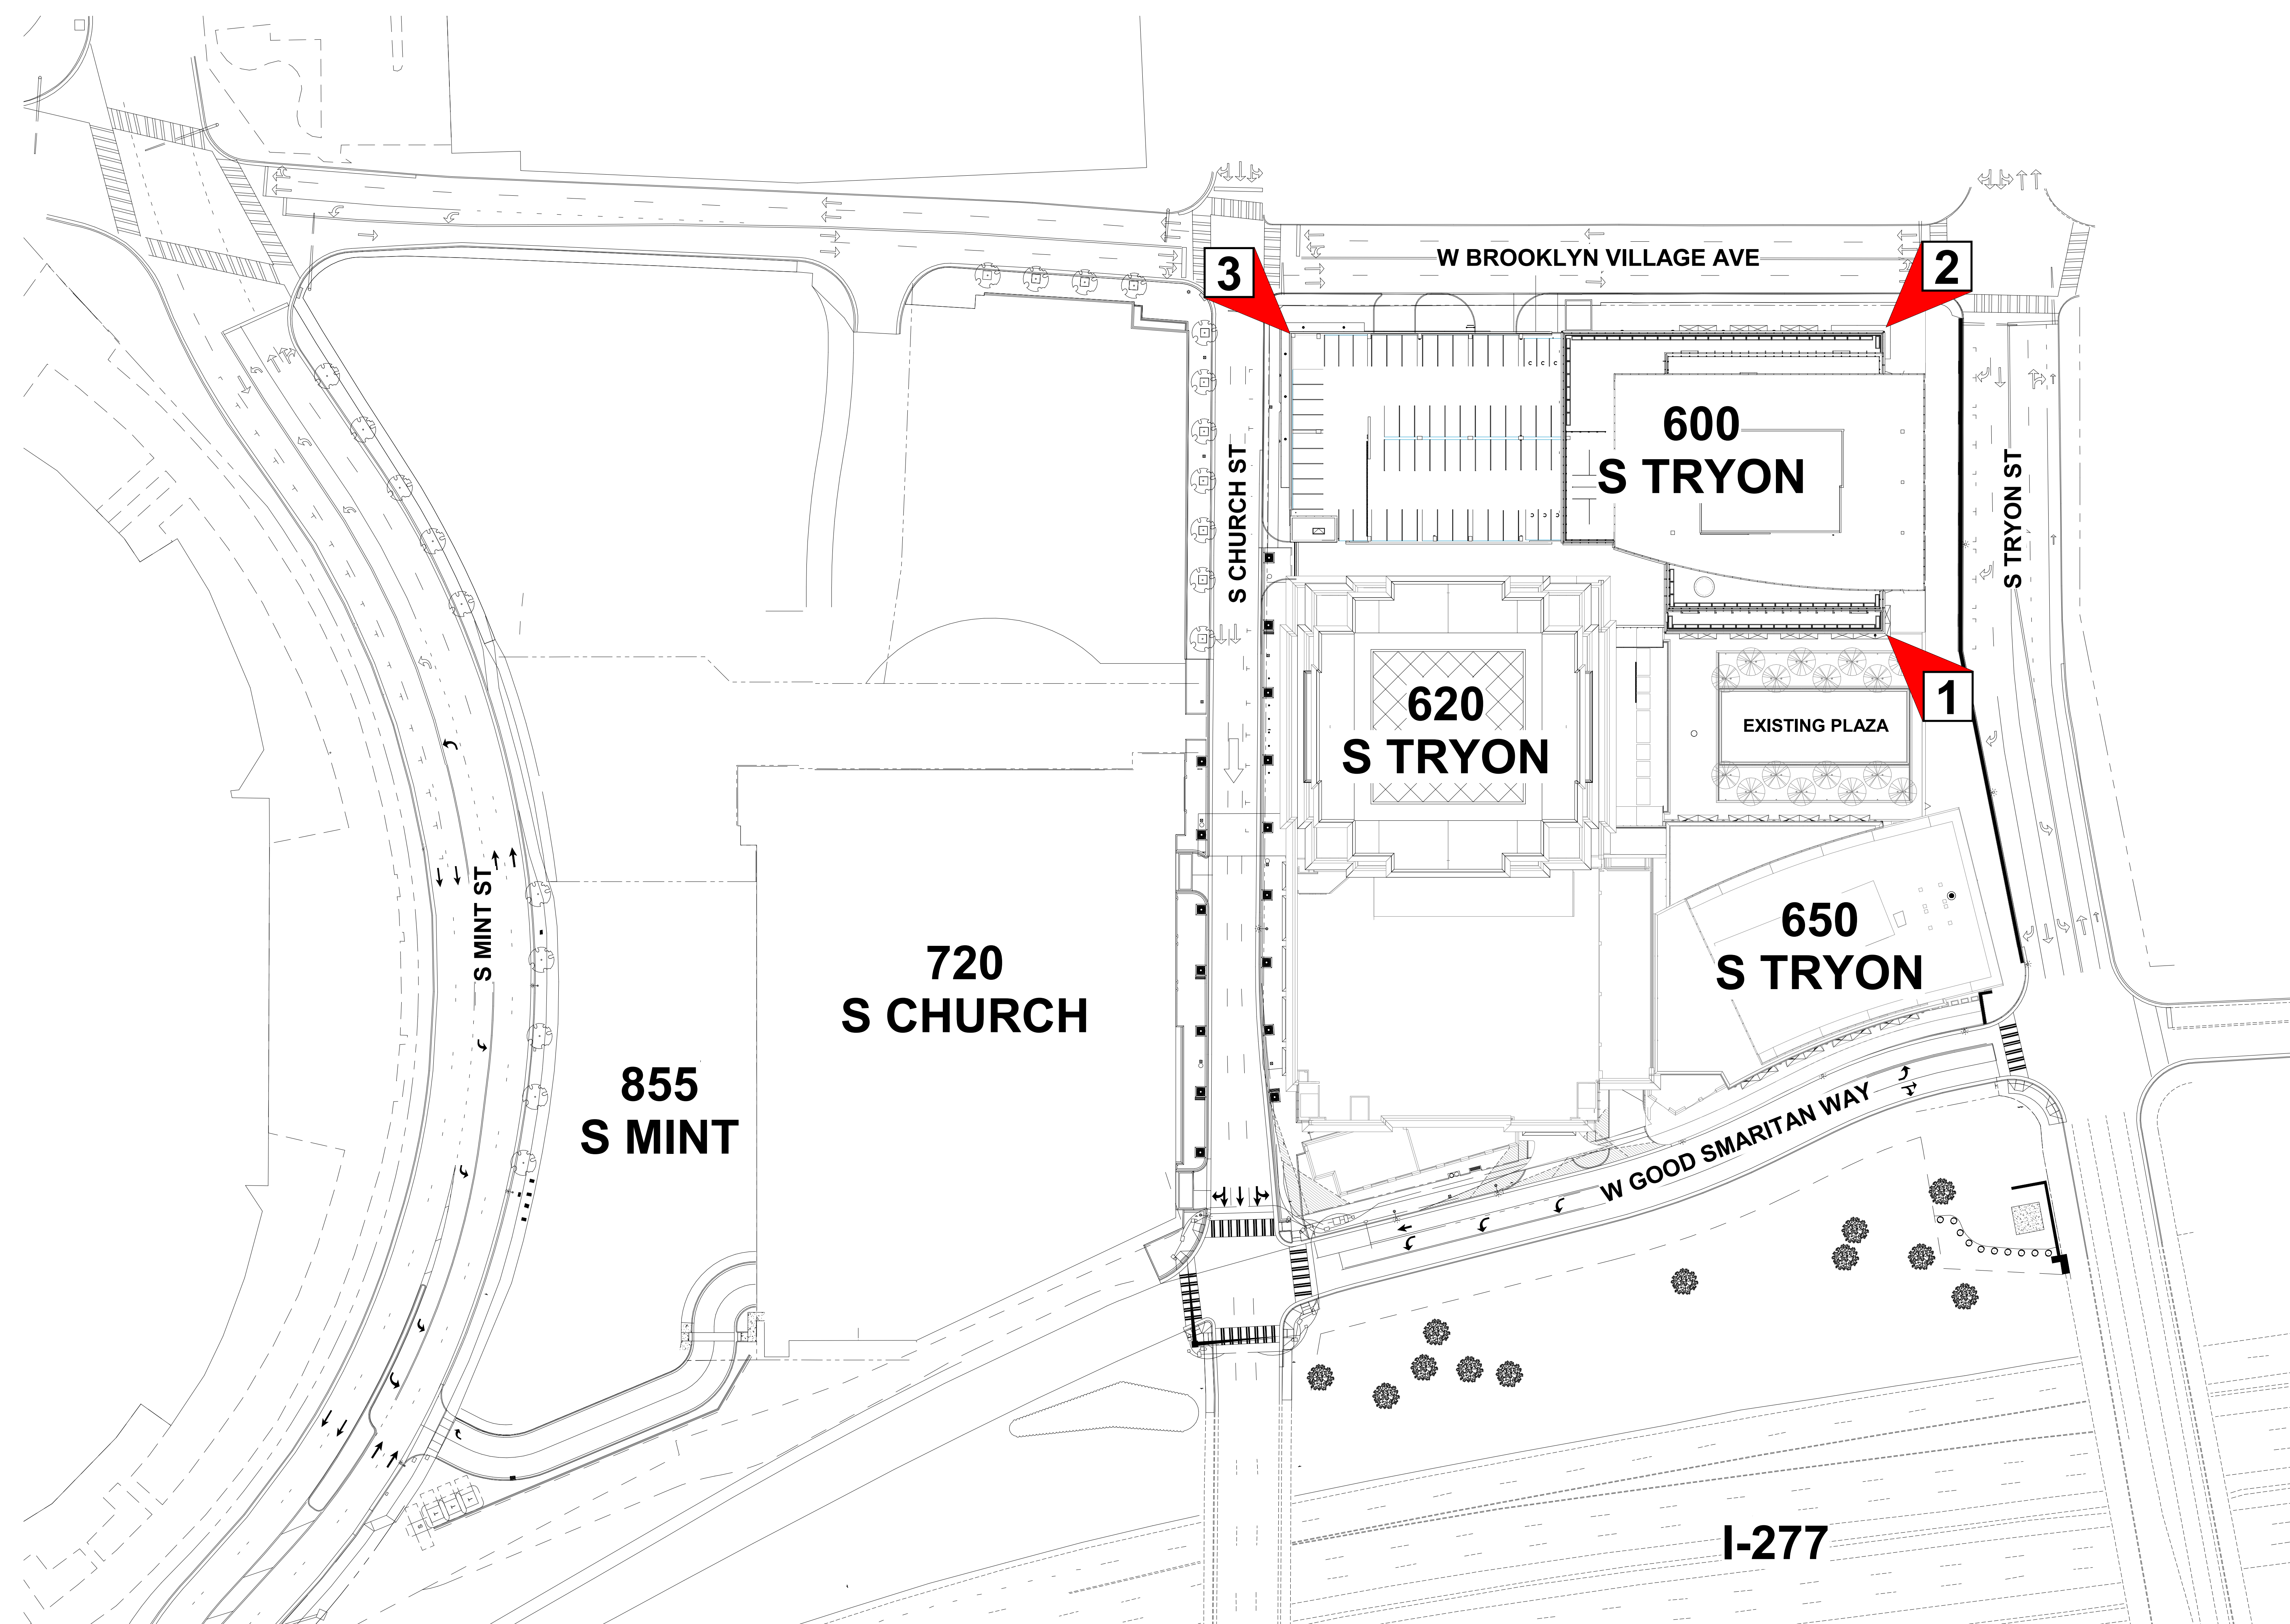 W BROOKLYN VILLAGE AVE
2
3
600
S TRYON
S CHURCH ST
S TRYON ST
1
620
S TRYON
EXISTING PLAZA
S MINT ST
650
S TRYON
720
S CHURCH
855
S MINT
W GOOD SMARITAN WAY
I-277